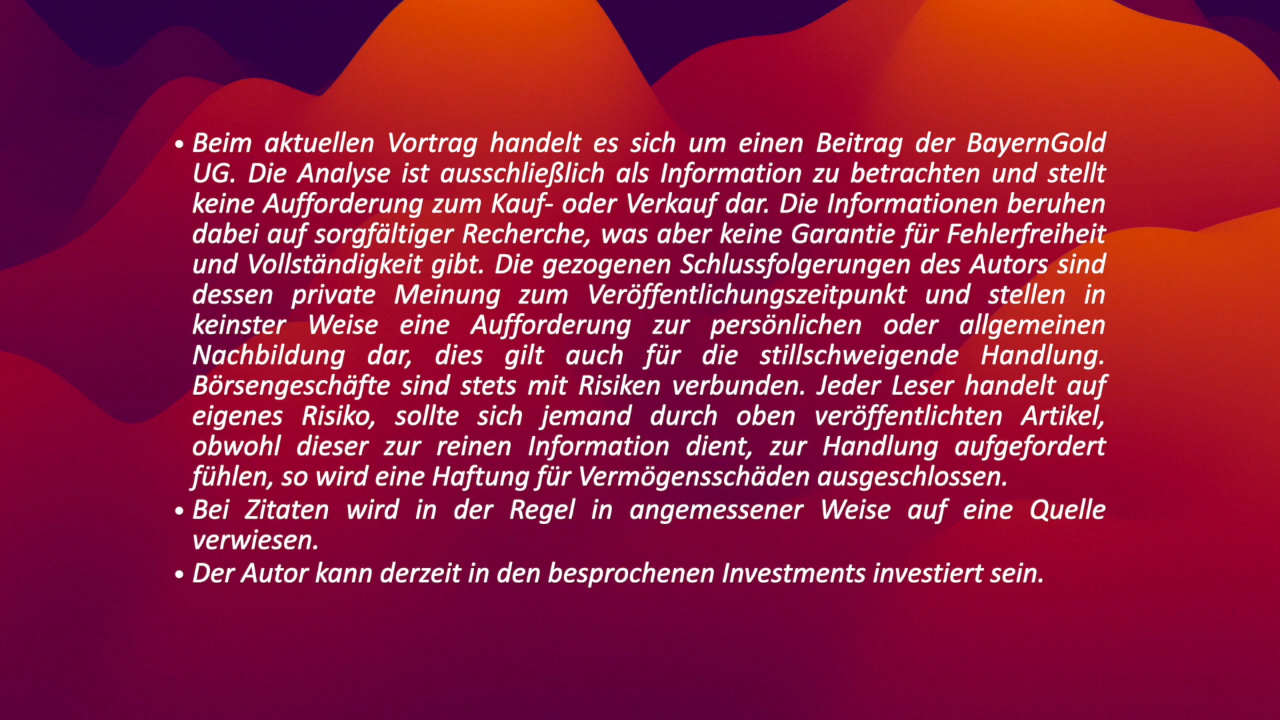 • Beim aktuellen Vortrag handelt es sich um einen Beitrag der BayernGold
UG. Die Analyse ist ausschließlich als Information zu betrachten und stellt
keine Aufforderung zum Kauf- oder Verkauf dar. Die Informationen beruhen
dabei auf sorgfältiger Recherche, was aber keine Garantie für Fehlerfreiheit
und Vollständigkeit gibt. Die gezogenen Schlussfolgerungen des Autors sind
dessen private Meinung zum Veröffentlichungszeitpunkt und stellen in
keinster Weise eine Aufforderung zur persönlichen oder allgemeinen
Nachbildung dar, dies gilt auch für die stillschweigende Handlung.
Börsengeschäfte sind stets mit Risiken verbunden. Jeder Leser handelt auf
eigenes Risiko, sollte sich jemand durch oben veröffentlichten Artikel,
obwohl dieser zur reinen Information dient, zur Handlung aufgefordert
fühlen, so wird eine Haftung für Vermögensschäden ausgeschlossen.
• Bei Zitaten wird in der Regel in angemessener Weise auf eine Quelle
verwiesen.
• Der Autor kann derzeit in den besprochenen Investments investiert sein.